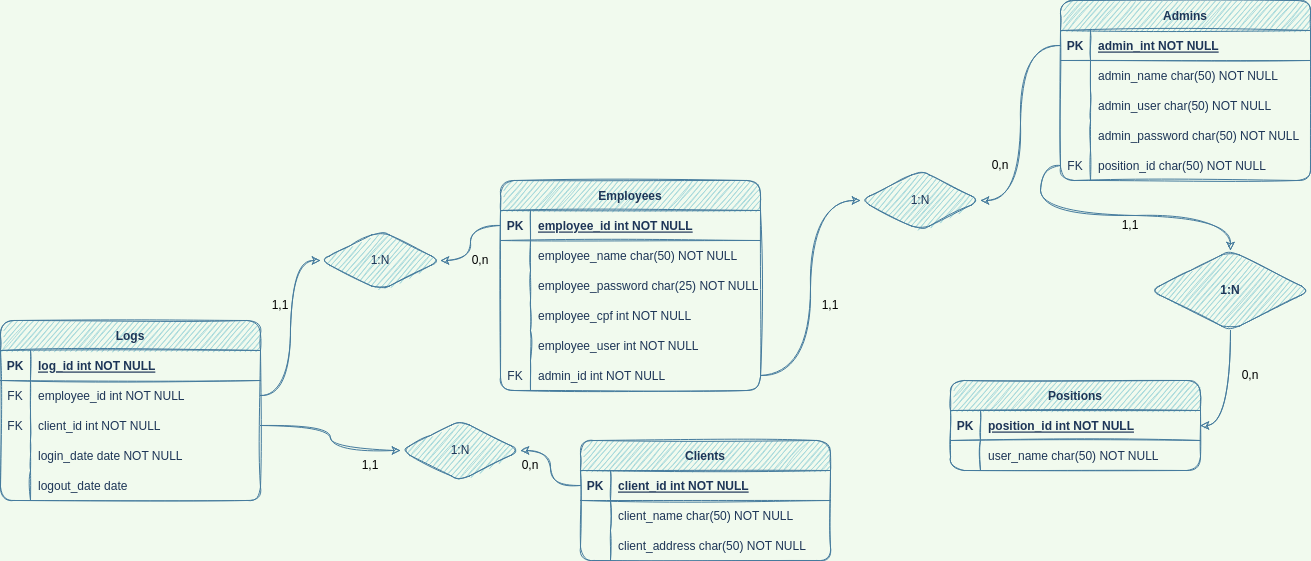 Admins
PK admin_int NOT NULL
admin_name char(50) NOT NULL
admin_user char(50) NOT NULL
admin_password char(50) NOT NULL
FK position_id char(50) NOT NULL
0,n
1:N
1,1
1:N
0,n
Employees
PK employee_id int NOT NULL
employee_name char(50) NOT NULL
employee_password char(25) NOT NULL
employee_cpf int NOT NULL
employee_user int NOT NULL
FK admin_id int NOT NULL
1,1
1:N
0,n
1,1
Logs
PK log_id int NOT NULL
FK employee_id int NOT NULL
FK client_id int NOT NULL
login_date date NOT NULL
logout_date date
1,1
1:N
0,n
Clients
PK client_id int NOT NULL
client_name char(50) NOT NULL
client_address char(50) NOT NULL
Positions
PK position_id int NOT NULL
user_name char(50) NOT NULL